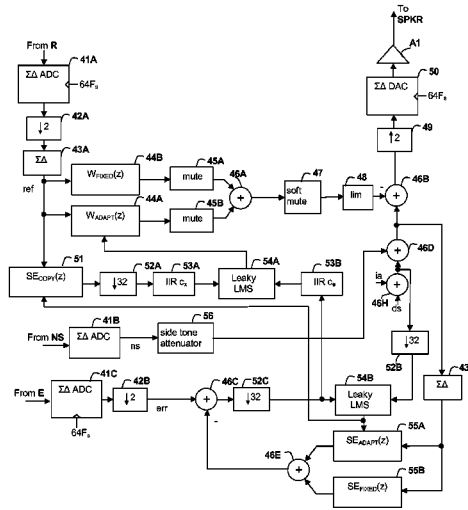 To
SPKR
A1
50
ΣΔ DAC
64Fs
↑2
49
From R
41A
ΣΔ ADC
64Fs
42A
↓2
43A
ΣΔ
ref
44B
WFIXED(z)
45A
mute
46A
47
soft
mute
48
lim
-
46B
44A
WADAPT(z)
45B
mute
51
SECOPY(z)
52A
↓32
53A
IIR cx
54A
Leaky
LMS
53B
IIR ce
46D
ia
46H
ds
From NS
41B
ΣΔ ADC
ns
56
side tone
attenuator
↓32
52B
43
ΣΔ
From E
41C
ΣΔ ADC
64Fs
42B
↓2
err
46C
-
52C
↓32
54B
Leaky
LMS
55A
SEADAPT(z)
46E
55B
SEFIXED(z)